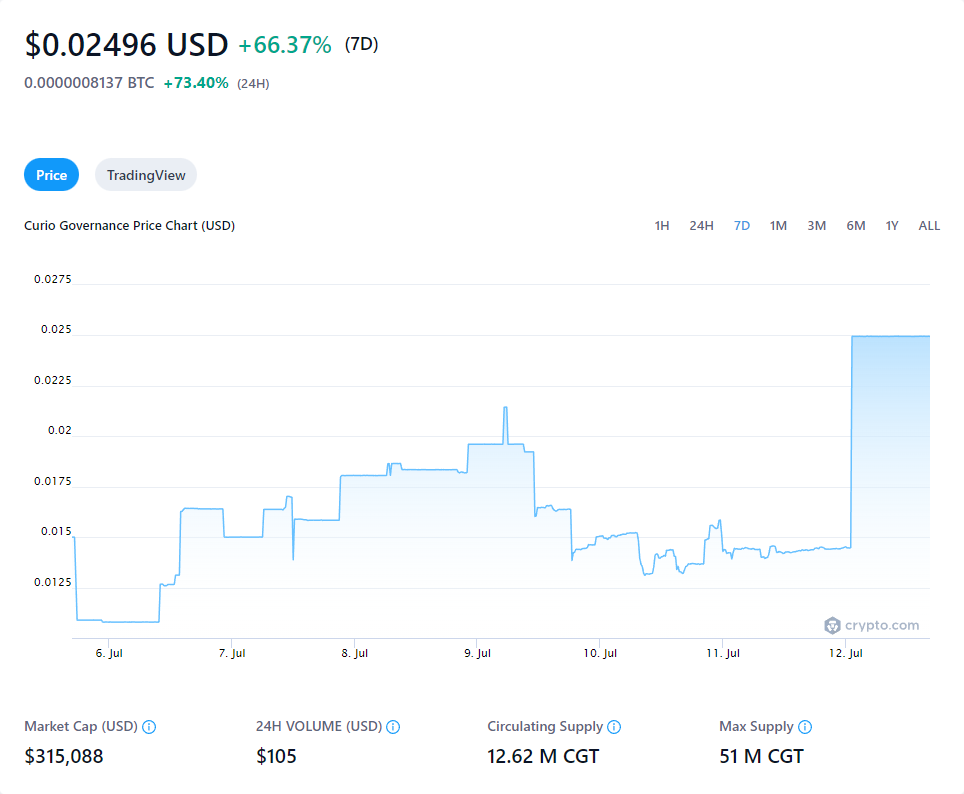 $0.02496 USD +66.37% (7D)
0.0000008137 BTC +73.40% (24H)
Price TradingView
Curio Governance Price Chart (USD) 1H 24H 7D 1M 3M 6M 1Y ALL
0.0275
0.025
0.0225
0.02
0.0175
0.015
0.0125
crypto.com
6. Jul 7. Jul 8. Jul 9. Jul 10. Jul 11. Jul 12. Jul
Market Cap (USD) 24H VOLUME (USD) Circulating Supply Max Supply
$315,088 $105 12.62 M CGT 51 M CGT